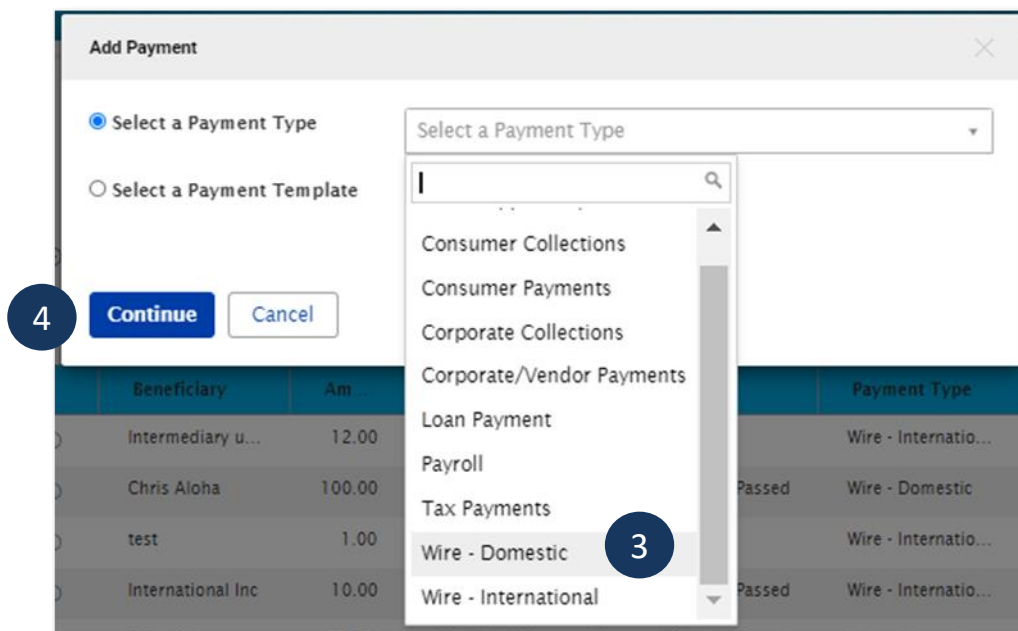 Add Payment
Select a Payment Type
Select a Payment Type
Select a Payment Template
Consumer Collections
Consumer Payments
4
Continue
Cancel
Corporate Collections
Corporate/Vendor Payments
Loan Payment
Payroll
Tax Payments
Wire - Domestic
3
Wire - International
Beneficiary Am... Payment Type
Intermediary u... 12.00 Wire - Internatio...
Chris Aloha 100.00 Passed Wire - Domestic
test 1.00 Wire - Internatio...
International Inc 10.00 Passed Wire - Internatio...